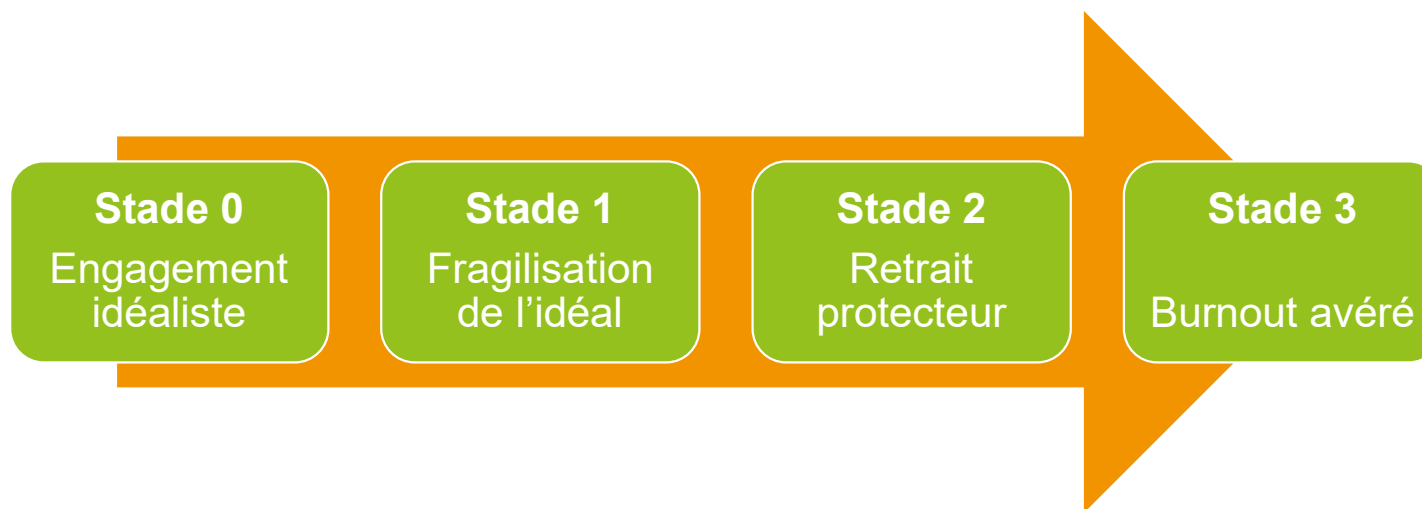 Stade 0
Engagement
idéaliste
Stade 1
Fragilisation
de l’idéal
Stade 2
Retrait
protecteur
Stade 3
Burnout avéré